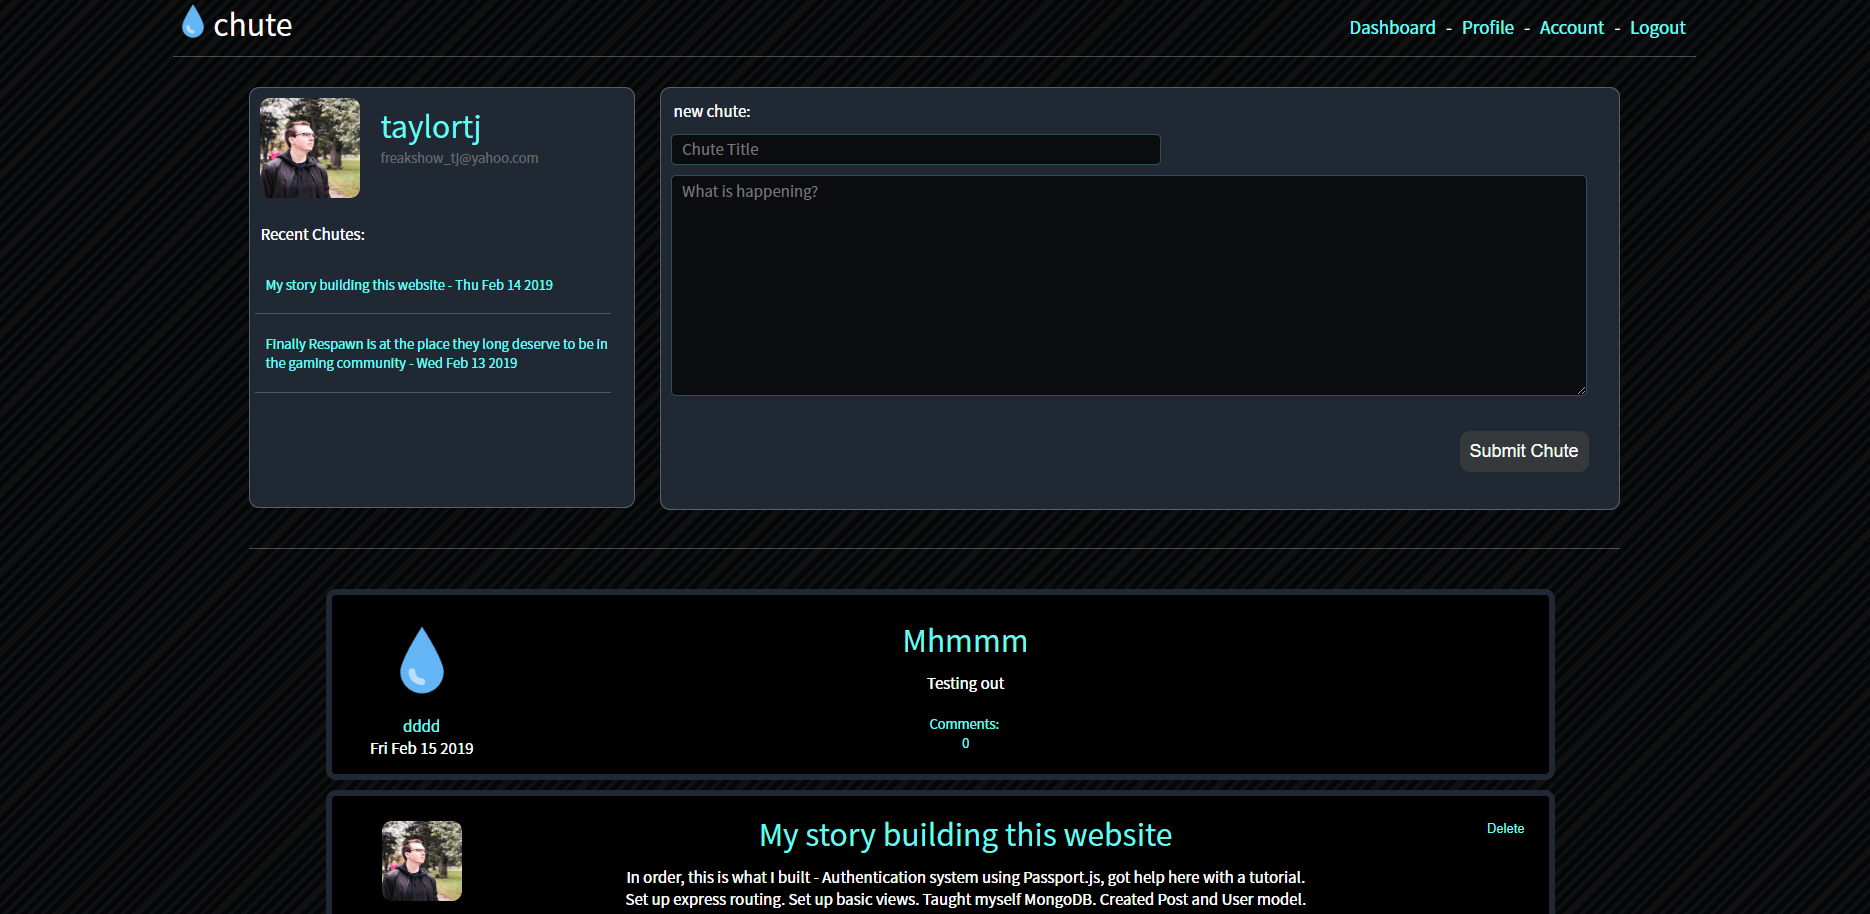 chute
Dashboard - Profile - Account - Logout
taylortj
freakshow_tj@yahoo.com
Recent Chutes:
My story building this website - Thu Feb 14 2019
Finally Respawn is at the place they long deserve to be in
the gaming community - Wed Feb 13 2019
new chute:
Chute Title
What is happening?
Submit Chute
Mhmmm
Testing out
Comments:
0
dddd
Fri Feb 15 2019
My story building this website
Delete
In order, this is what I built - Authentication system using Passport.js, got help here with a tutorial.
Set up express routing. Set up basic views. Taught myself MongoDB. Created Post and User model.